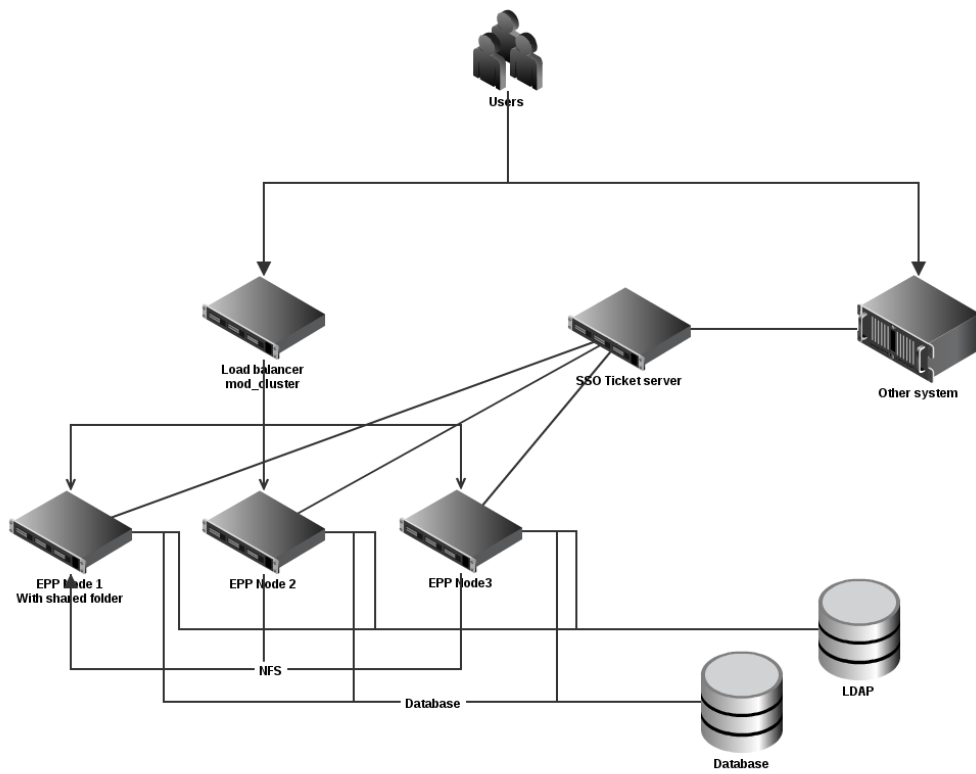 Users
Load balancer
mod_cluster
SSO Ticket server
Other system
EPP Node 1
With shared folder
EPP Node 2
EPP Node3
NFS
LDAP
Database
Database